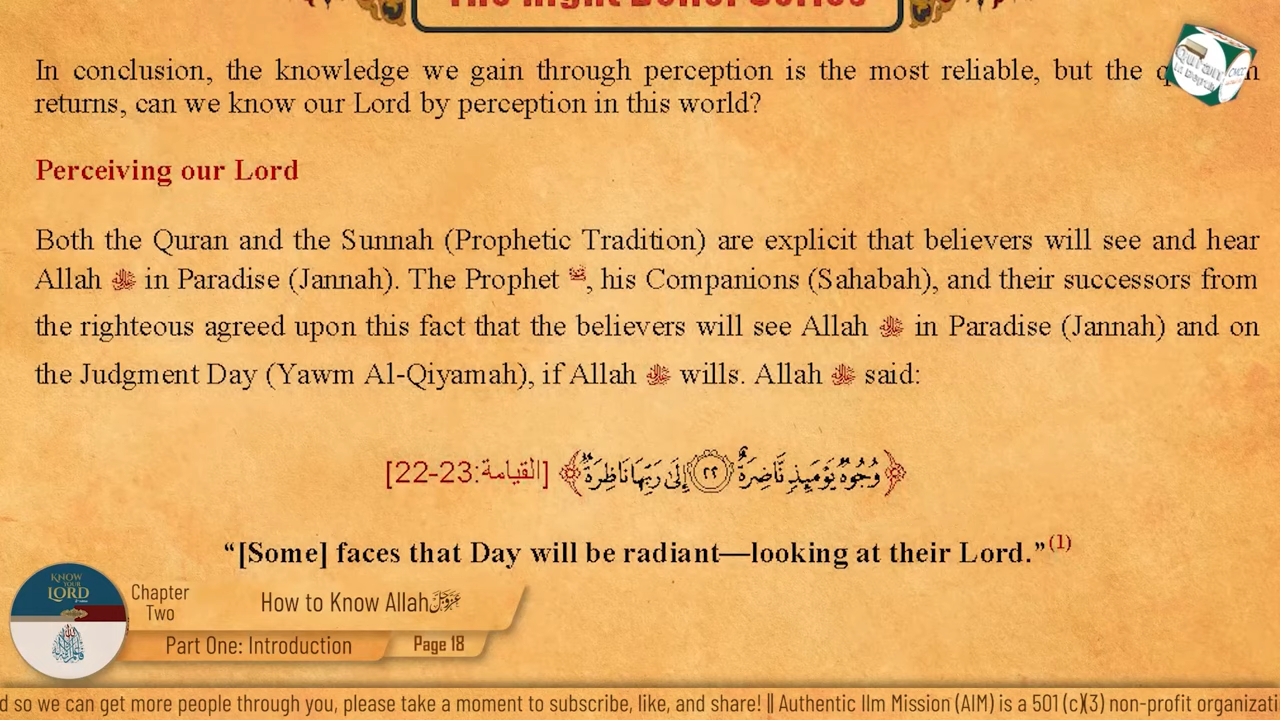 The Right Belief Series
In conclusion, the knowledge we gain through perception is the most reliable, but the
returns, can we know our Lord by perception in this world?
Perceiving our Lord
Both the Quran and the Sunnah (Prophetic Tradition) are explicit that believers will see and hear
Allah ﷻ in Paradise (Jannah). The Prophet ﷺ, his Companions (Sahabah), and their successors from
the righteous agreed upon this fact that the believers will see Allah ﷻ in Paradise (Jannah) and on
the Judgment Day (Yawm Al-Qiyamah), if Allah ﷻ wills. Allah ﷻ said:
﴿وُجُوهٌ يَوْمَئِذٍ نَّاضِرَةٌ ٢٢ إِلَىٰ رَبِّهَا نَاظِرَةٌ﴾ [القيامة:22-23]
“[Some] faces that Day will be radiant—looking at their Lord.”(1)
KNOW
YOUR
LORD
Chapter
Two
How to Know Allah عَزَّوَجَلَّ
Part One: Introduction
Page 18
d so we can get more people through you, please take a moment to subscribe, like, and share! || Authentic Ilm Mission (AIM) is a 501 (c)(3) non-profit organizati